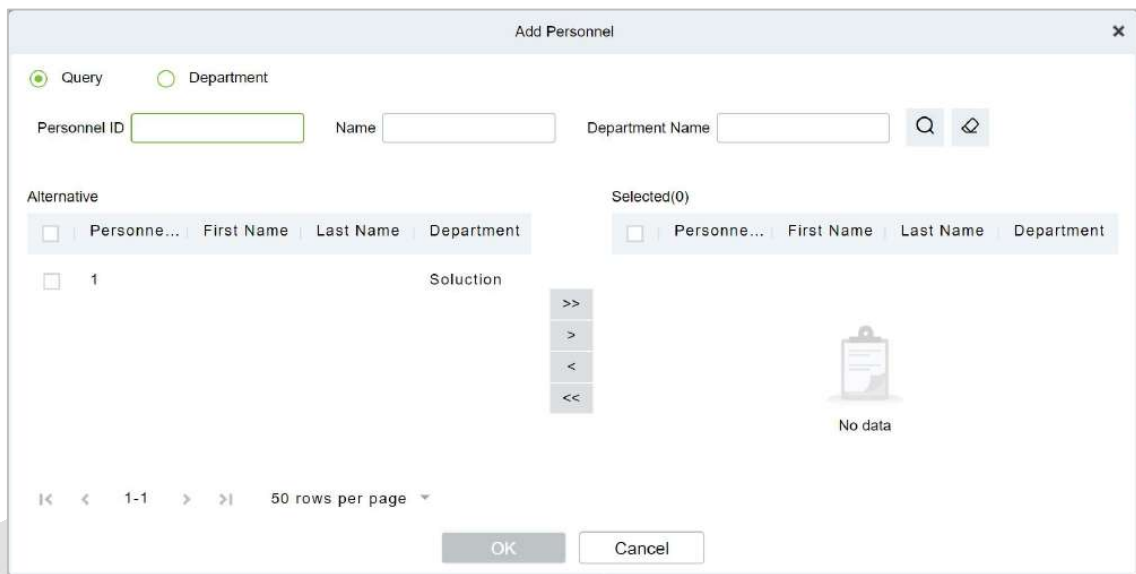 Add Personnel
Query Department
Personnel ID Name Department Name
Alternative Selected(0)
Personne... First Name Last Name Department Personne... First Name Last Name Department
1 Soluction
>>
>
<
<<
No data
1-1 50 rows per page
OK Cancel